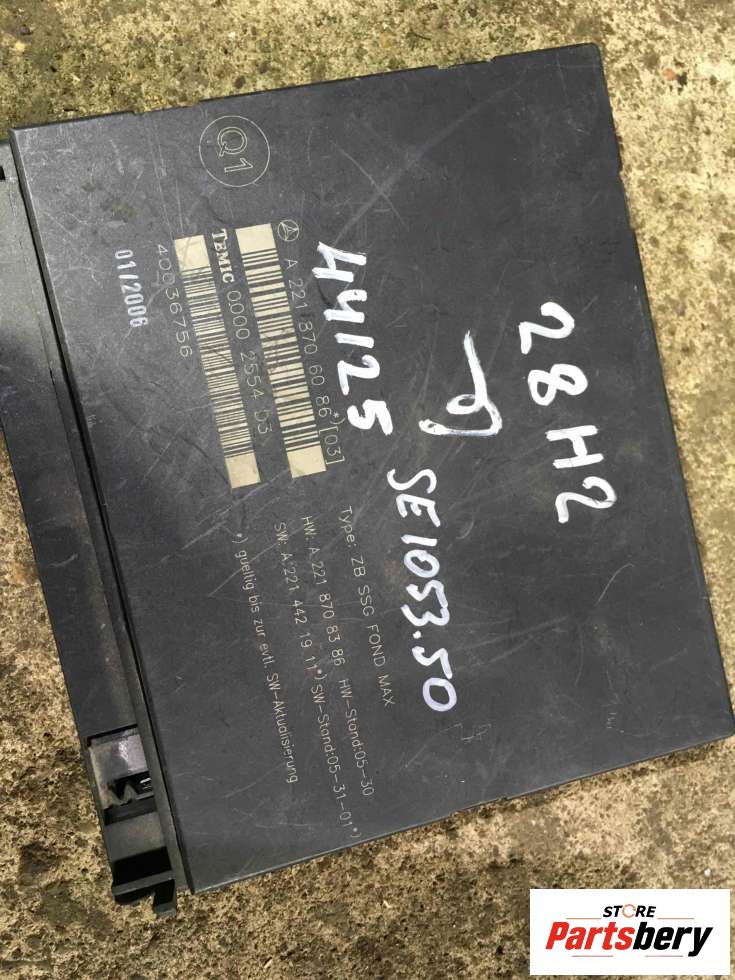 Q1
A 221 870 60 86 *) [03]
TEMIC 0000 2554 03
40936756
01/2006
Type: ZB SSG FOND MAX
HW: A 221 870 83 86 HW-Stand:05-30
SW: A 221 442 19 11*) SW-Stand:05-31-01*)
*) gueltig bis zur evtl. SW-Aktualisierung
28H2
44125
SE1053.50
STORE
Partsbery